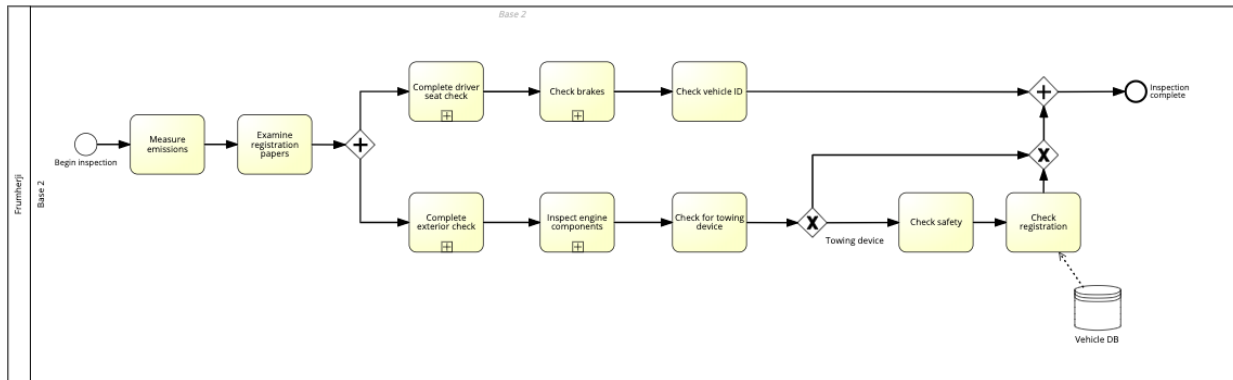 Base 2
Frumherji
Base 2
Begin inspection
Measure
emissions
Examine
registration
papers
Complete driver
seat check
Check brakes
Check vehicle ID
Inspection
complete
Complete
exterior check
Inspect engine
components
Check for towing
device
Towing device
Check safety
Check
registration
Vehicle DB